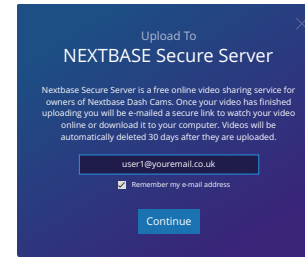 Upload To
NEXTBASE Secure Server
Nextbase Secure Server is a free online video sharing service for
owners of Nextbase Dash Cams. Once your video has finished
uploading you will be e-mailed a secure link to watch your video
online or download it to your computer. Videos will be
automatically deleted 30 days after they are uploaded.
user1@youremail.co.uk
Remember my e-mail address
Continue